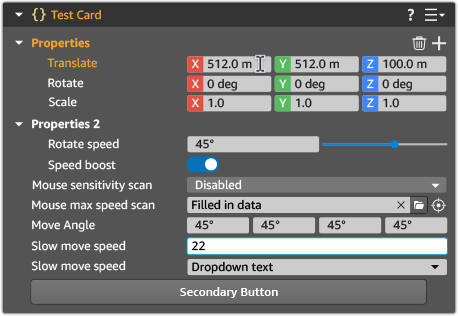 {} Test Card ?
Properties
Translate X 512.0 m Y 512.0 m Z 100.0 m
Rotate X 0 deg Y 0 deg Z 0 deg
Scale X 1.0 Y 1.0 Z 1.0
Properties 2
Rotate speed 45°
Speed boost
Mouse sensitivity scan Disabled
Mouse max speed scan Filled in data
Move Angle 45° 45° 45° 45°
Slow move speed 22
Slow move speed Dropdown text
Secondary Button